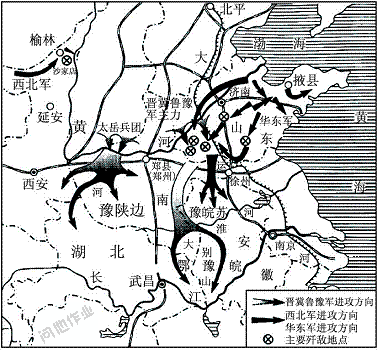 北平
渤海
榆林
沙家店
西北军
大
济南
掖县
晋冀鲁豫军主力
华东军
延安
太岳兵团
黄
河
山
东
黄
海
西安
郑县
(郑州)
徐州
河
豫陕边
南
豫皖苏
淮
河
安
湖北
大
别
山
鄂
豫
皖
南京
徽
河
长
江
武昌
晋冀鲁豫军进攻方向
西北军进攻方向
华东军进攻方向
主要歼敌地点
问他作业